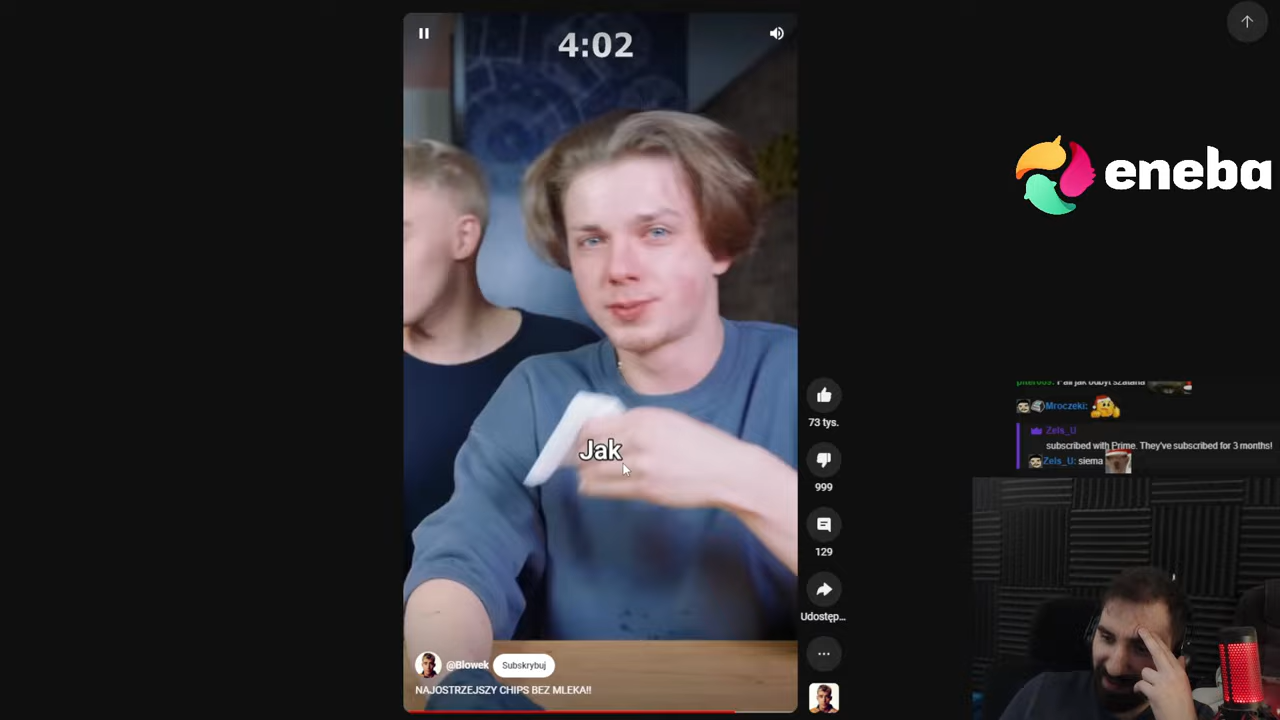 4:02
eneba
Jak
73 tys.
999
129
Udostęp...
@Blowek
Subskrybuj
NAJOSTRZEJSZY CHIPS BEZ MLEKA!!
Mroczeki:
Zels_U
subscribed with Prime. They've subscribed for 3 months!
Zels_U: siema